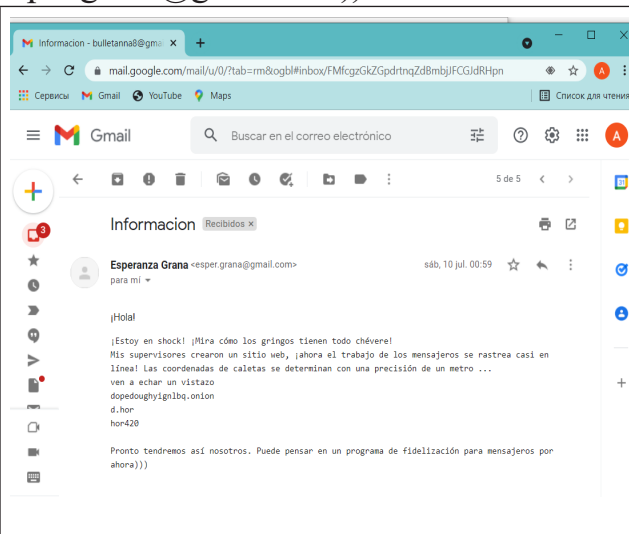 Informacion - bulletanna8@gmai
mail.google.com/mail/u/0/?tab=rm&ogbl#inbox/FMfcgzGkZGpdrtnqZdBmbjJFCGJdRHpn
A
Сервисы
Gmail
YouTube
Maps
Список для чтения
Gmail
Buscar en el correo electrónico
A
5 de 5
31
3
Informacion
Recibidos ×
Esperanza Grana <esper.grana@gmail.com>
sáb, 10 jul. 00:59
para mí
¡Hola!
¡Estoy en shock! ¡Mira cómo los gringos tienen todo chévere!
Mis supervisores crearon un sitio web, ¡ahora el trabajo de los mensajeros se rastrea casi en
línea! Las coordenadas de caletas se determinan con una precisión de un metro ...
ven a echar un vistazo
dopedoughyignlbq.onion
d.hor
hor420
Pronto tendremos así nosotros. Puede pensar en un programa de fidelización para mensajeros por
ahora)))